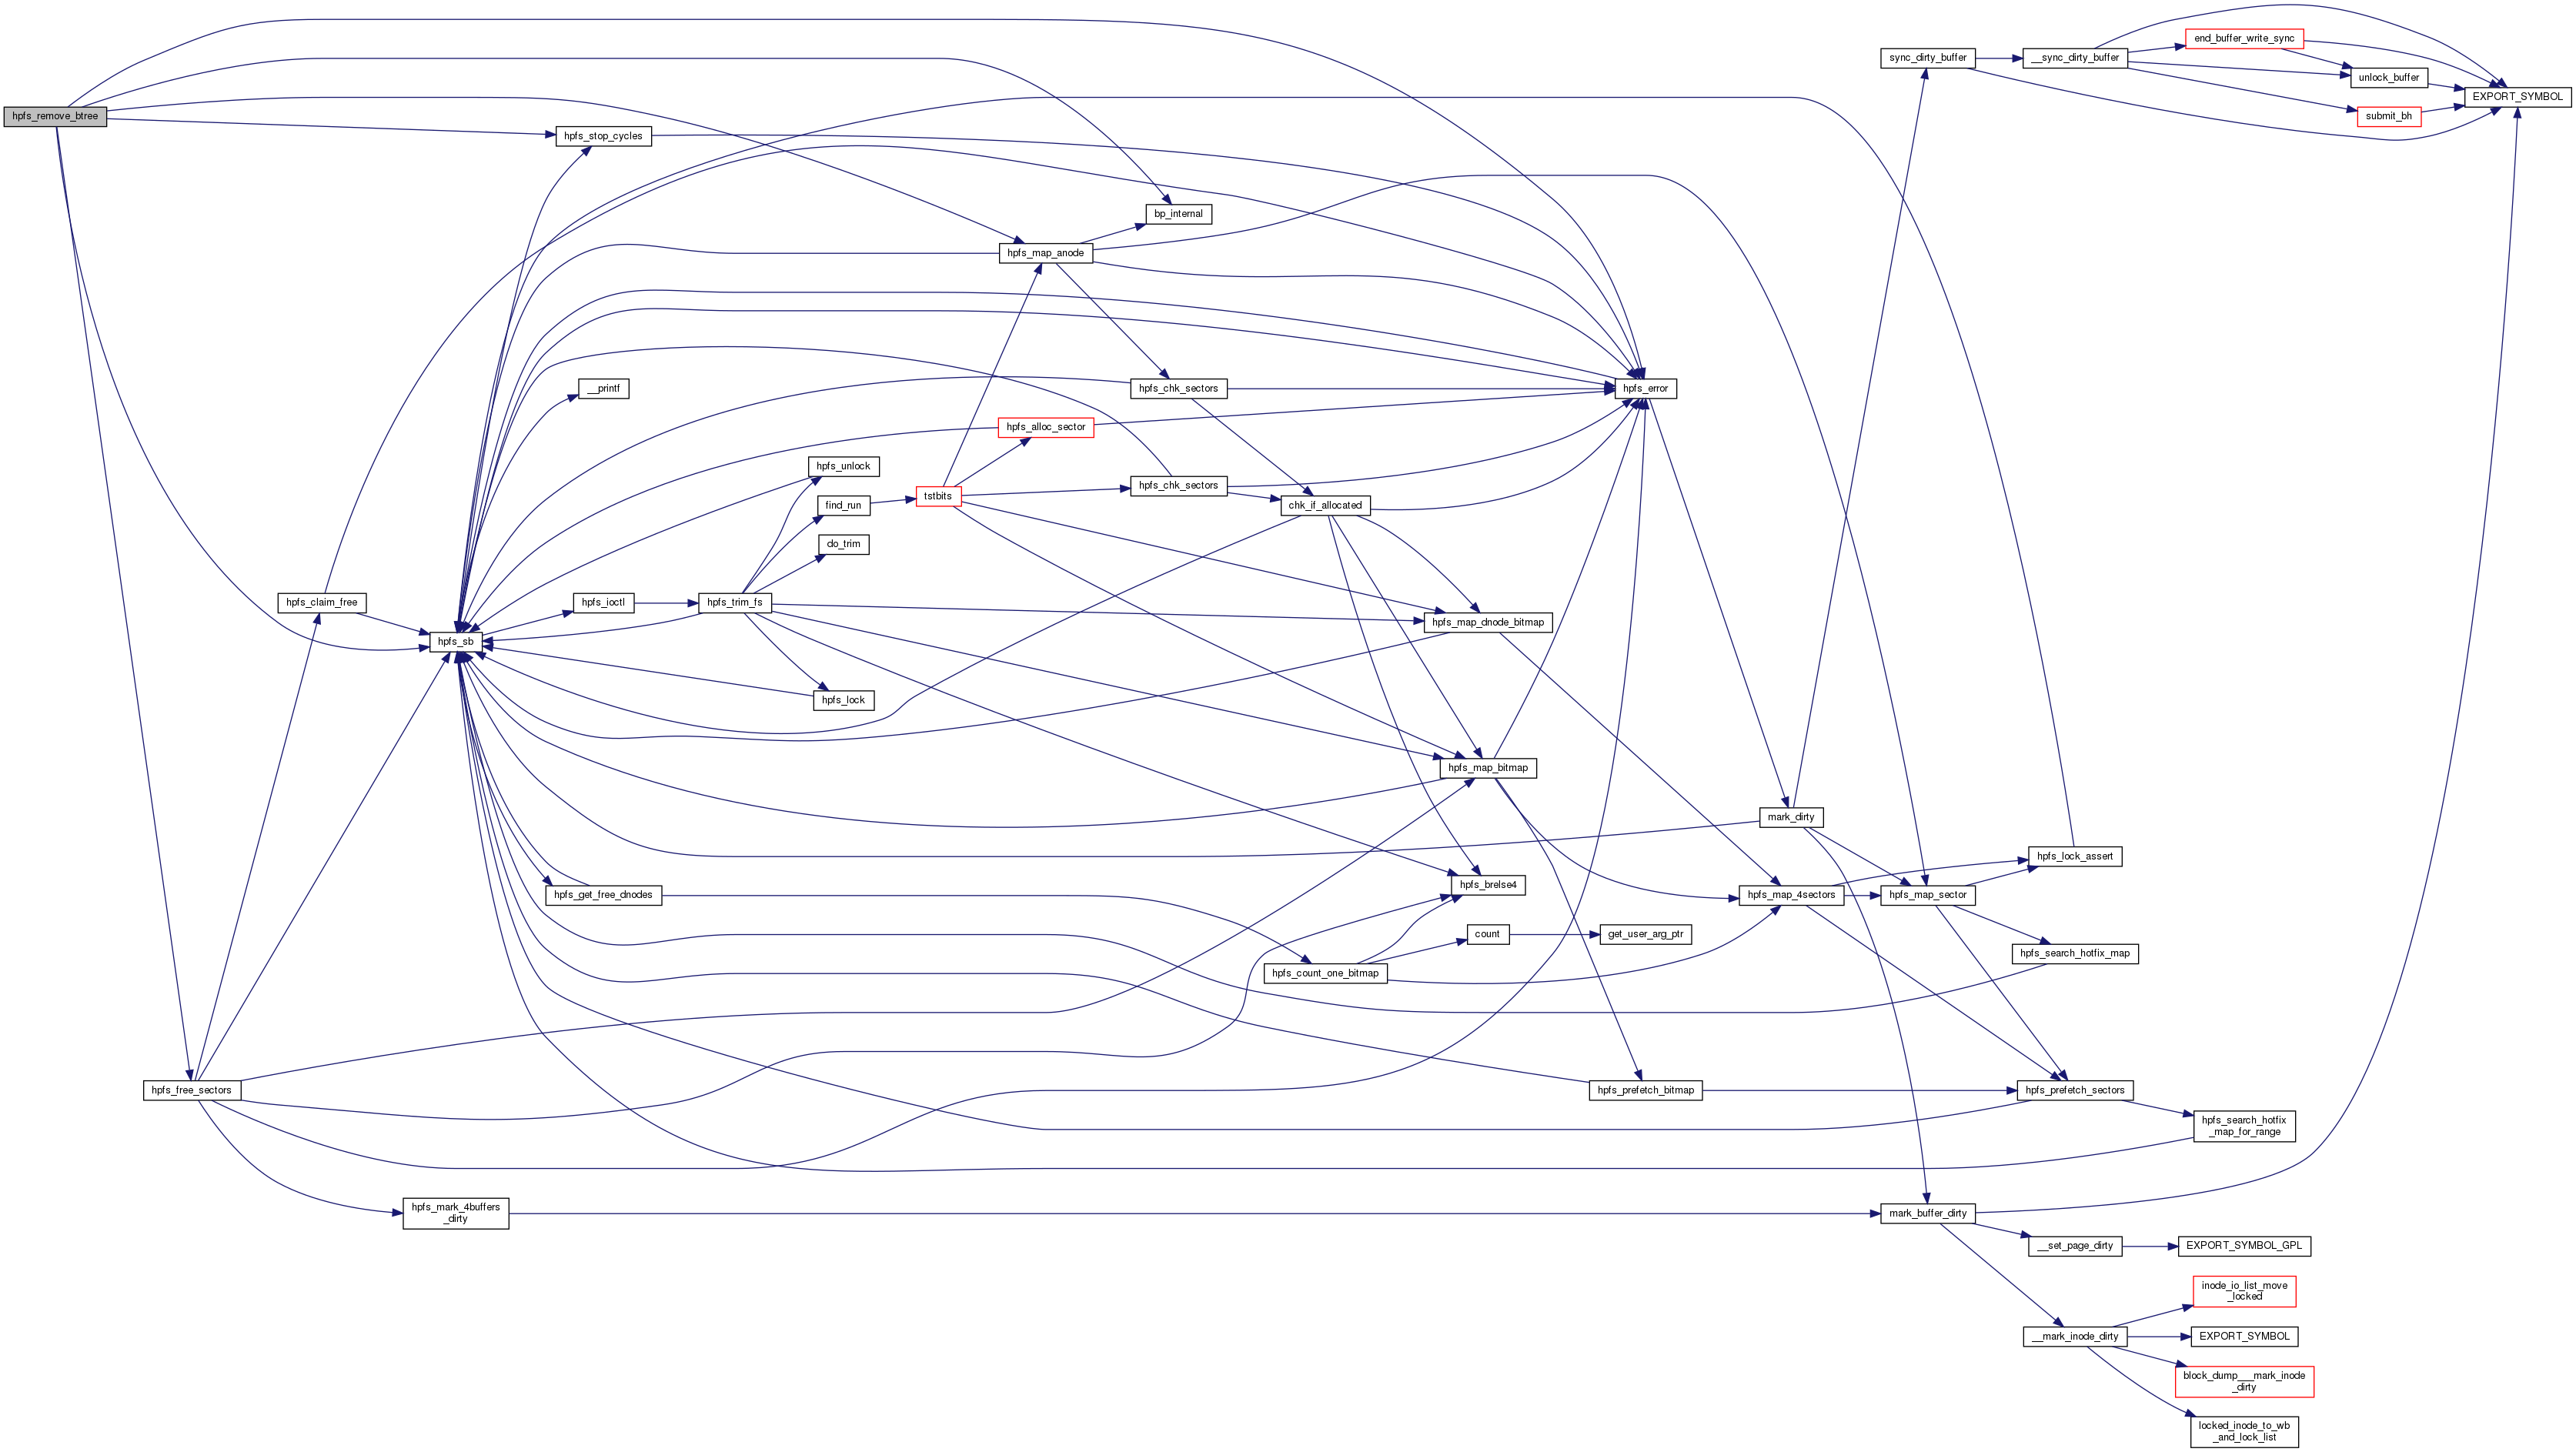 hpfs_remove_btree
hpfs_stop_cycles
hpfs_sb
__printf
hpfs_claim_free
hpfs_free_sectors
hpfs_mark_4buffers
_dirty
hpfs_ioctl
hpfs_get_free_dnodes
hpfs_trim_fs
hpfs_unlock
find_run
do_trim
hpfs_lock
tstbits
hpfs_map_anode
hpfs_alloc_sector
bp_internal
hpfs_chk_sectors
hpfs_chk_sectors
chk_if_allocated
hpfs_count_one_bitmap
hpfs_map_dnode_bitmap
hpfs_map_bitmap
hpfs_brelse4
count
hpfs_error
get_user_arg_ptr
hpfs_prefetch_bitmap
mark_dirty
hpfs_map_4sectors
sync_dirty_buffer
hpfs_map_sector
mark_buffer_dirty
__sync_dirty_buffer
hpfs_lock_assert
hpfs_search_hotfix_map
hpfs_prefetch_sectors
__set_page_dirty
__mark_inode_dirty
end_buffer_write_sync
unlock_buffer
submit_bh
EXPORT_SYMBOL
hpfs_search_hotfix
_map_for_range
EXPORT_SYMBOL_GPL
inode_io_list_move
_locked
EXPORT_SYMBOL
block_dump___mark_inode
_dirty
locked_inode_to_wb
_and_lock_list